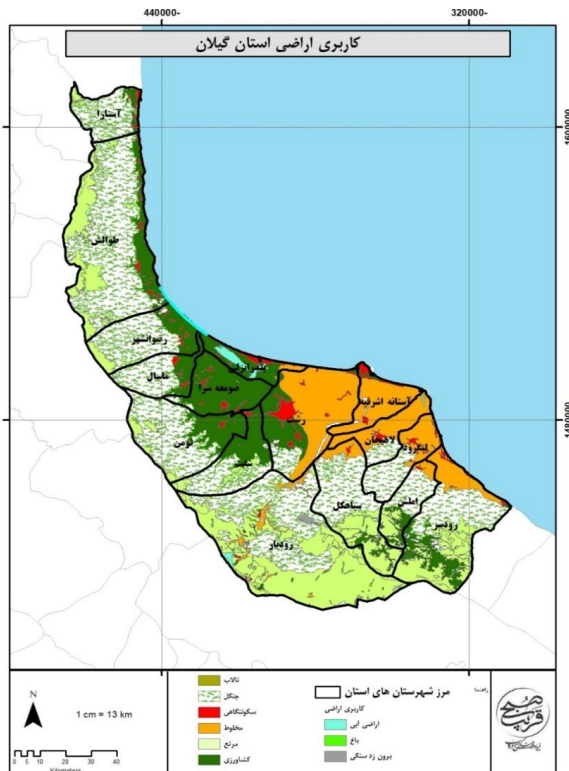 440000-
320000-
کاربری اراضی استان گیلان
1600000
1480000
آستارا
طوالش
رضوانشهر
ماسال
بندر انزلی
صومعه سرا
فومن
شفت
آستانه اشرفیه
لاهیجان
لنگرود
سیاهکل
املش
رودسر
رودبار
راهنما
مرز شهرستان های استان
کاربری اراضی
اراضی آبی
باغ
برون زد سنگی
تالاب
جنگل
سکونتگاهی
مخلوط
مرتع
کشاورزی
N
1 cm = 13 km
0 5 10 20 30 40
Kilometers